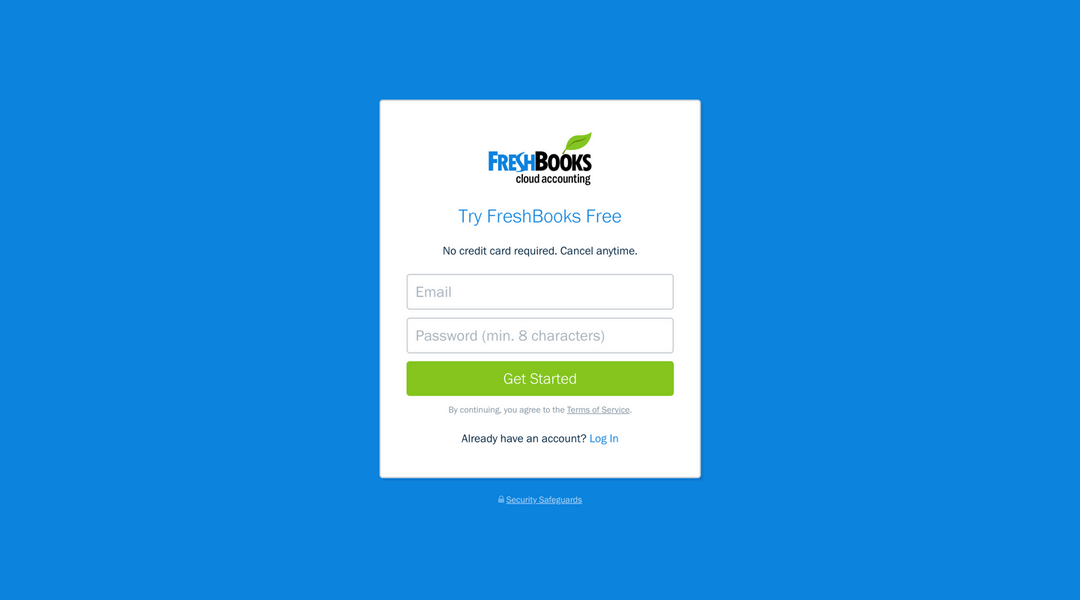 FRESHBOOKS
cloud accounting
Try FreshBooks Free
No credit card required. Cancel anytime.
Email
Password (min. 8 characters)
Get Started
By continuing, you agree to the Terms of Service.
Already have an account? Log In
Security Safeguards